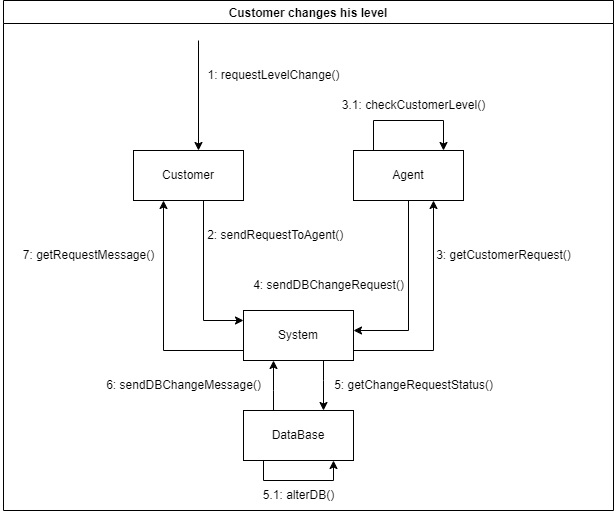 Customer changes his level
1: requestLevelChange()
3.1: checkCustomerLevel()
Customer
Agent
2: sendRequestToAgent()
7: getRequestMessage()
3: getCustomerRequest()
4: sendDBChangeRequest()
System
6: sendDBChangeMessage()
5: getChangeRequestStatus()
DataBase
5.1: alterDB()